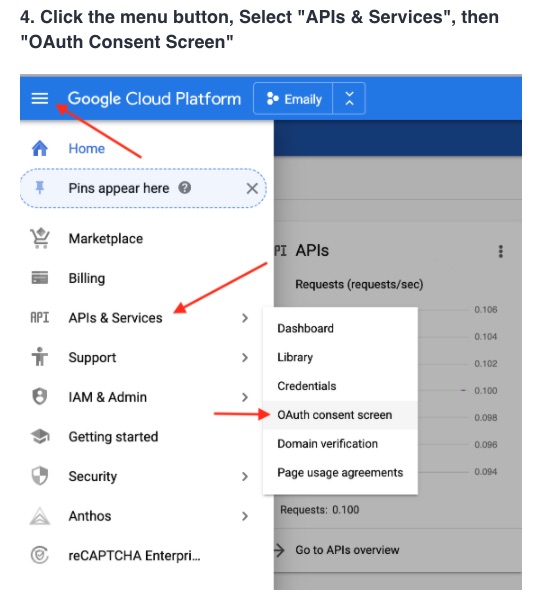 4. Click the menu button, Select "APIs & Services", then
"OAuth Consent Screen"
Google Cloud Platform
Emaily
Home
Pins appear here
Marketplace
Billing
API APIs & Services
Support
IAM & Admin
Getting started
Security
Anthos
reCAPTCHA Enterpri...
PI APIs
Requests (requests/sec)
0.106
0.104
0.102
0.100
0.098
0.096
0.094
Dashboard
Library
Credentials
OAuth consent screen
Domain verification
Page usage agreements
Requests: 0.100
Go to APIs overview